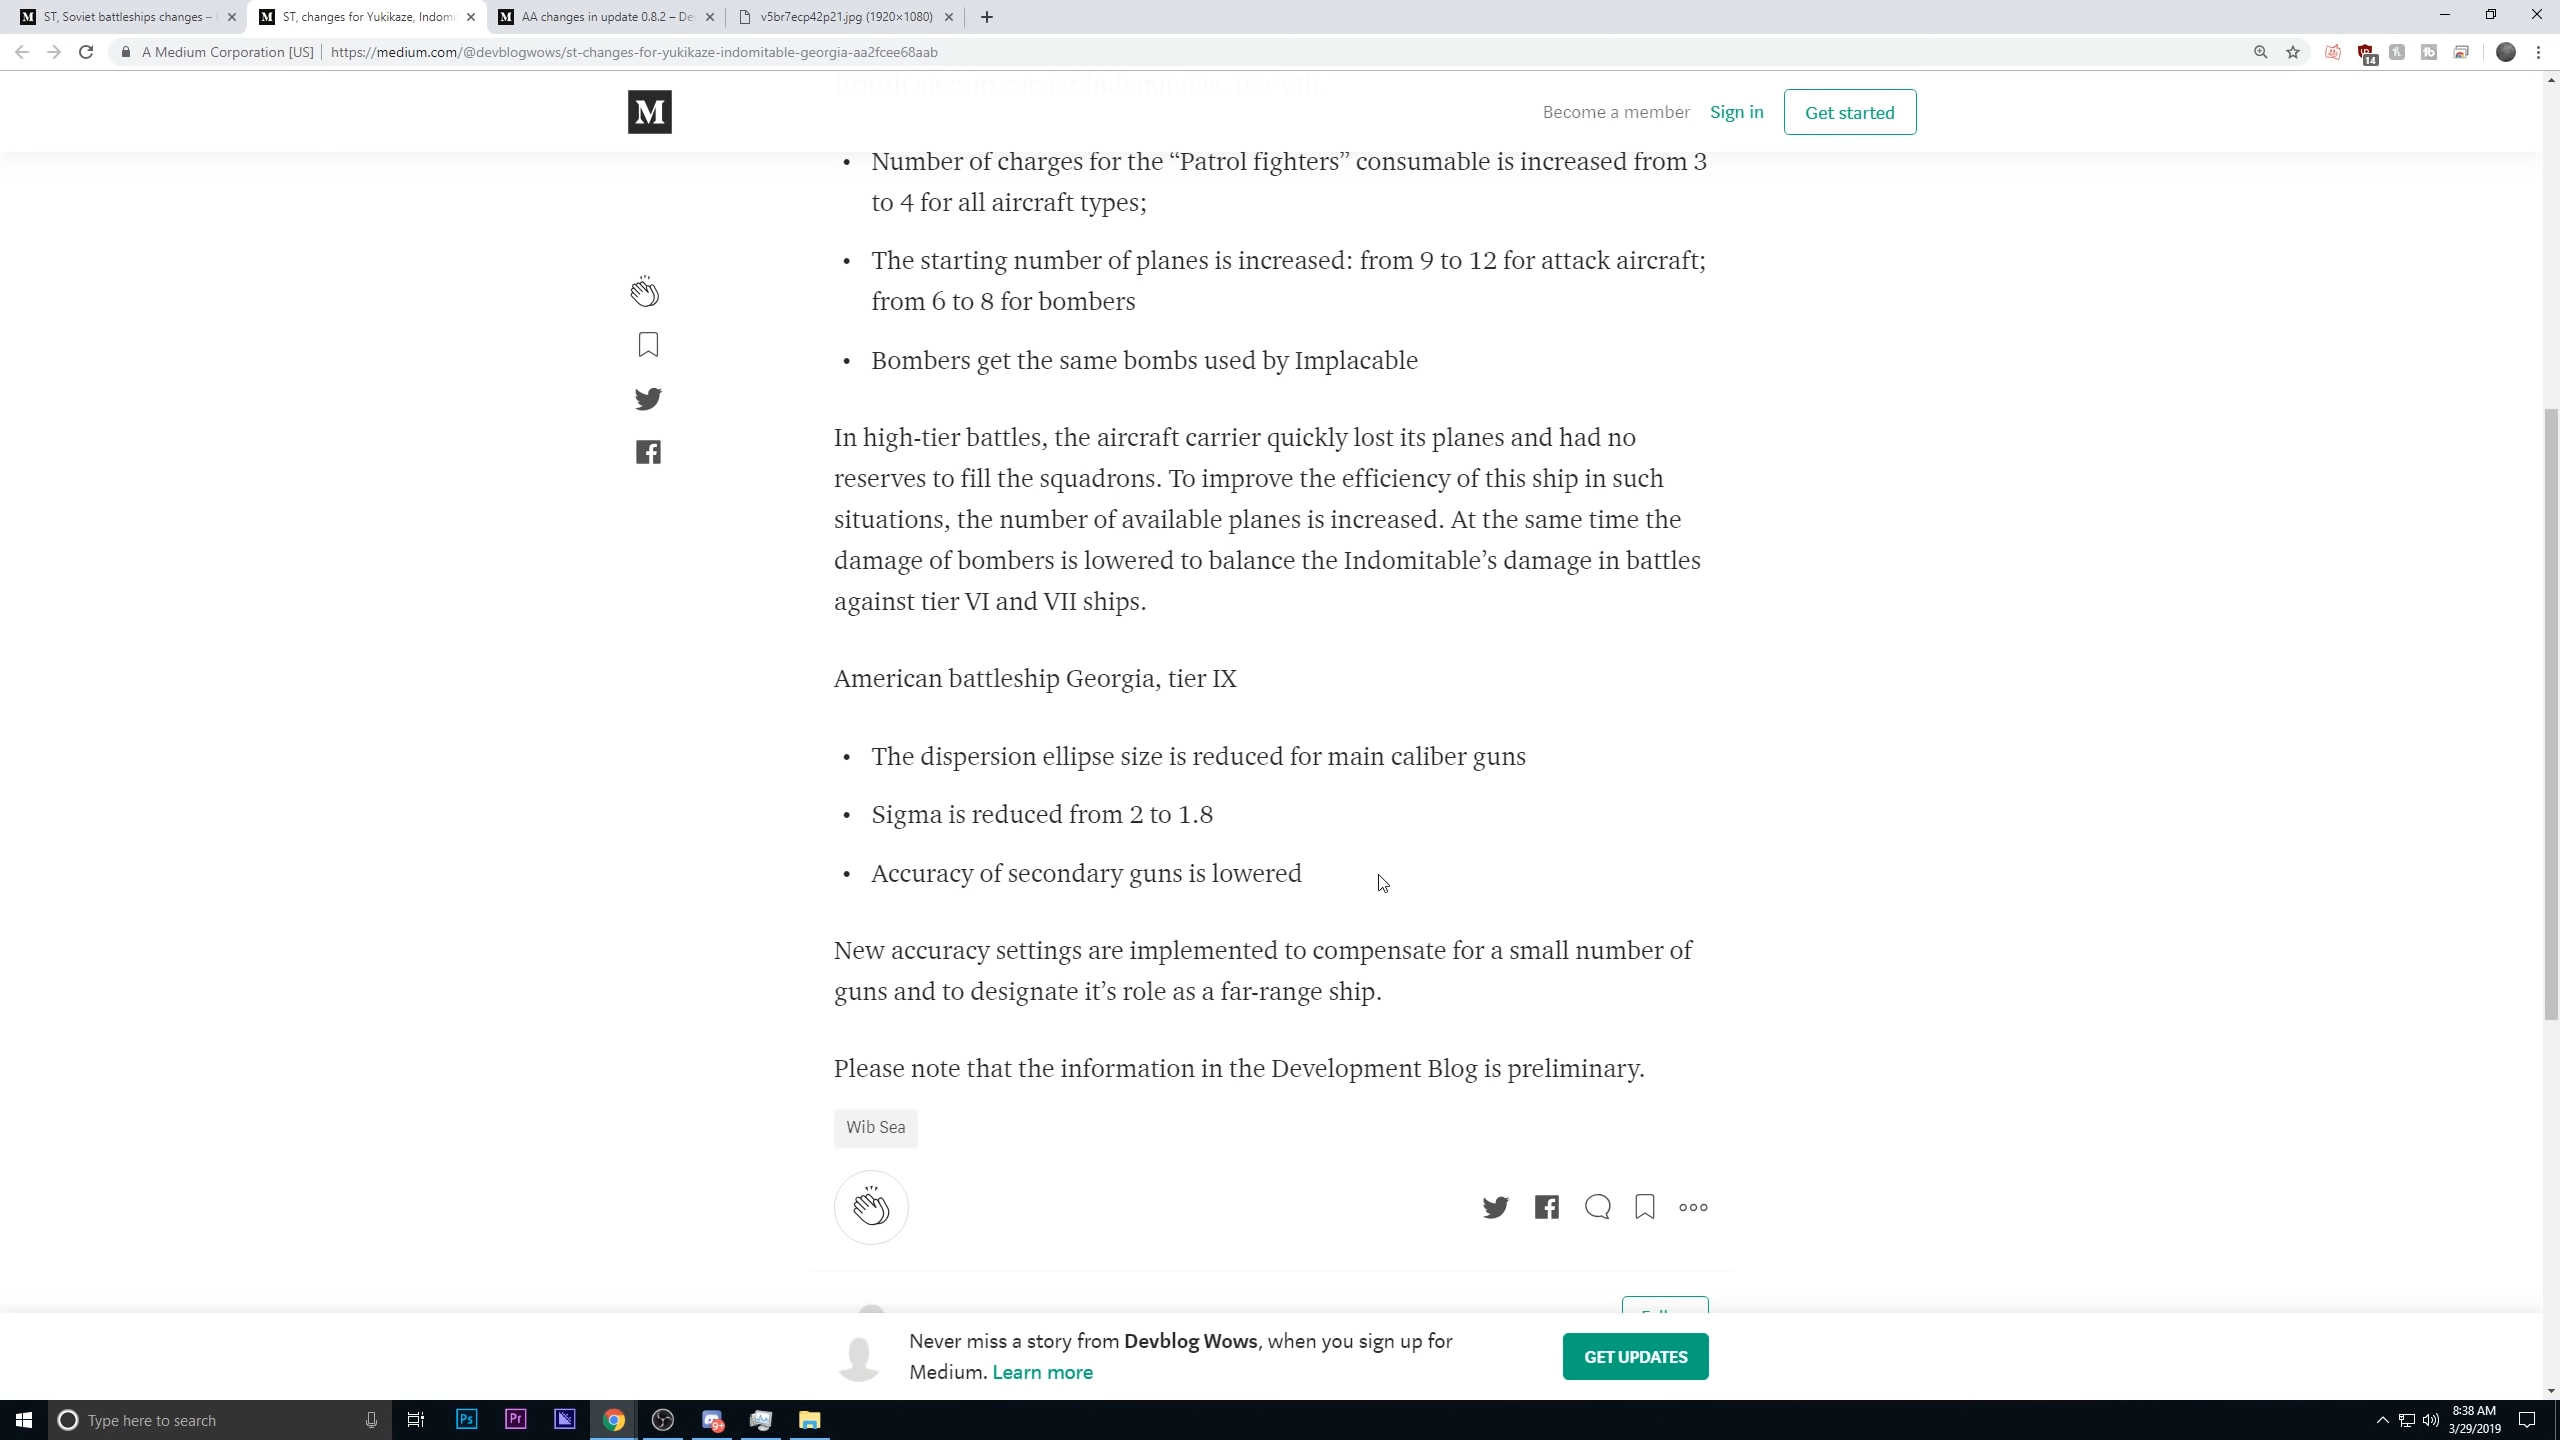 ST, Soviet battleships changes –
ST, changes for Yukikaze, Indomi
AA changes in update 0.8.2 – De
v5br7ecp42p21.jpg (1920×1080)
A Medium Corporation [US]
https://medium.com/@devblogwows/st-changes-for-yukikaze-indomitable-georgia-aa2fcee68aab
14
M
Become a member
Sign in
Get started
• Number of charges for the “Patrol fighters” consumable is increased from 3
to 4 for all aircraft types;
• The starting number of planes is increased: from 9 to 12 for attack aircraft;
from 6 to 8 for bombers
• Bombers get the same bombs used by Implacable
In high-tier battles, the aircraft carrier quickly lost its planes and had no
reserves to fill the squadrons. To improve the efficiency of this ship in such
situations, the number of available planes is increased. At the same time the
damage of bombers is lowered to balance the Indomitable’s damage in battles
against tier VI and VII ships.
American battleship Georgia, tier IX
• The dispersion ellipse size is reduced for main caliber guns
• Sigma is reduced from 2 to 1.8
• Accuracy of secondary guns is lowered
New accuracy settings are implemented to compensate for a small number of
guns and to designate it’s role as a far-range ship.
Please note that the information in the Development Blog is preliminary.
Wib Sea
Never miss a story from Devblog Wows, when you sign up for
Medium. Learn more
GET UPDATES
Type here to search
Ps
Pr
9+
8:38 AM
3/29/2019